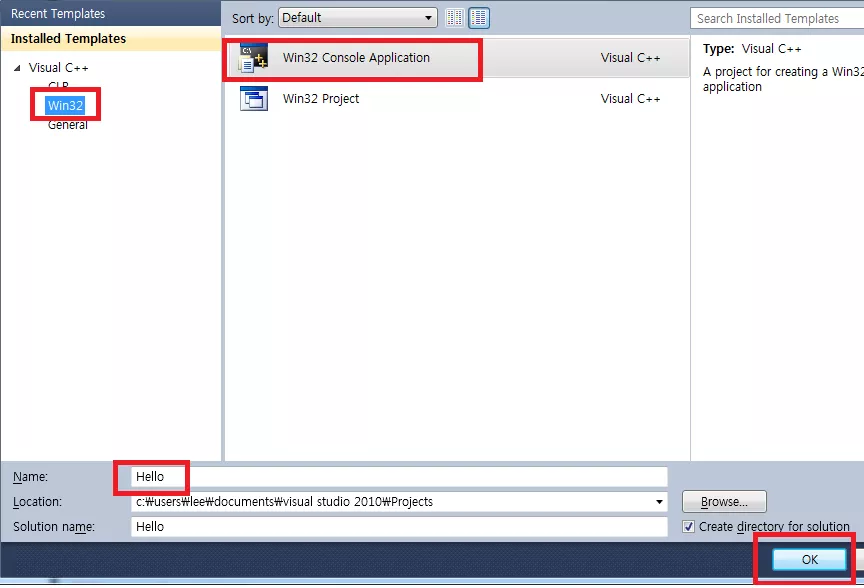 Recent Templates
Installed Templates
Visual C++
CLR
Win32
General
Sort by: Default
Win32 Console Application Visual C++
Win32 Project Visual C++
Search Installed Templates
Type: Visual C++
A project for creating a Win32
application
Name: Hello
Location: c:₩users₩lee₩documents₩visual studio 2010₩Projects
Browse...
Solution name: Hello
Create directory for solution
OK